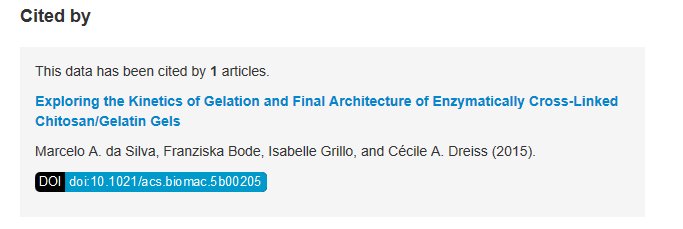 Cited by
This data has been cited by 1 articles.
Exploring the Kinetics of Gelation and Final Architecture of Enzymatically Cross-Linked
Chitosan/Gelatin Gels
Marcelo A. da Silva, Franziska Bode, Isabelle Grillo, and Cécile A. Dreiss (2015).
DOI doi:10.1021/acs.biomac.5b00205